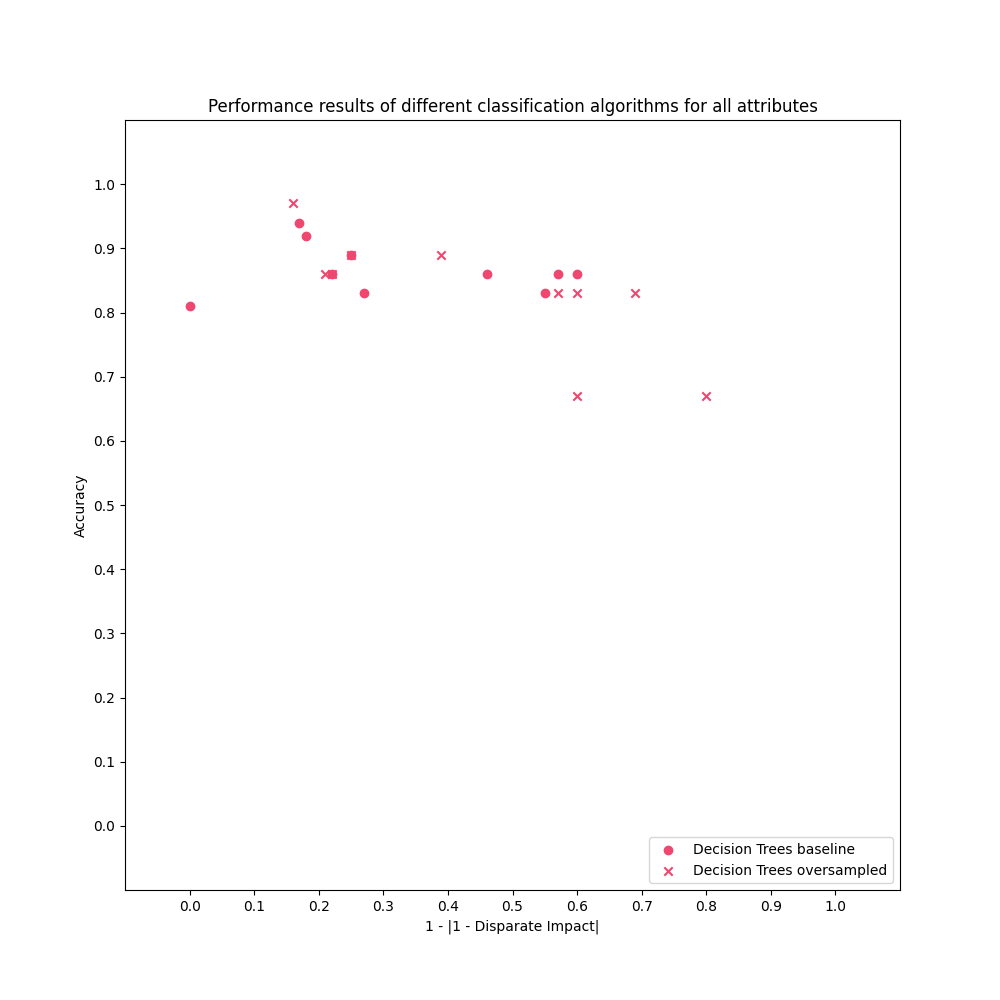 Performance results of different classification algorithms for all attributes
1.0
0.9
0.8
0.7
0.6
0.5
0.4
0.3
0.2
0.1
0.0
Accuracy
Decision Trees baseline
Decision Trees oversampled
0.0 0.1 0.2 0.3 0.4 0.5 0.6 0.7 0.8 0.9 1.0
1 - |1 - Disparate Impact|